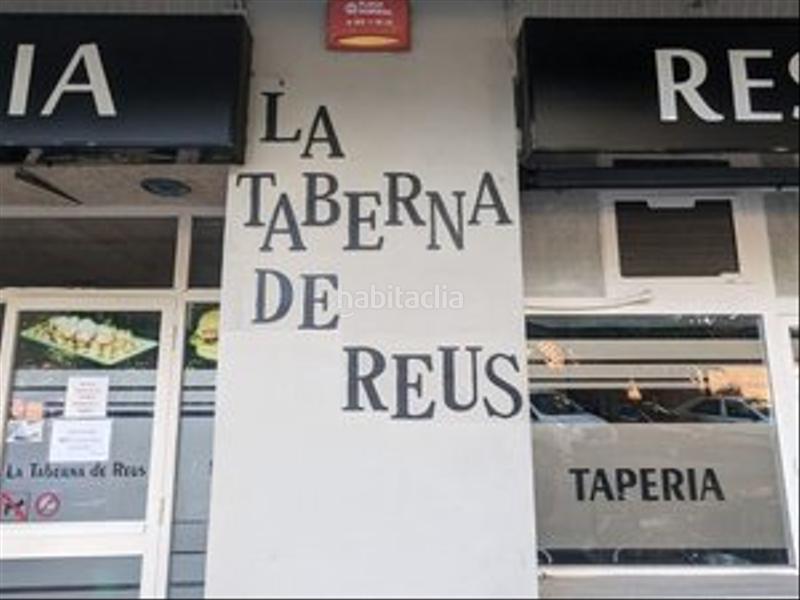 IA
RES
LA
TABERNA
DE
REUS
habitaclia
La Taberna de Reus
TAPERIA